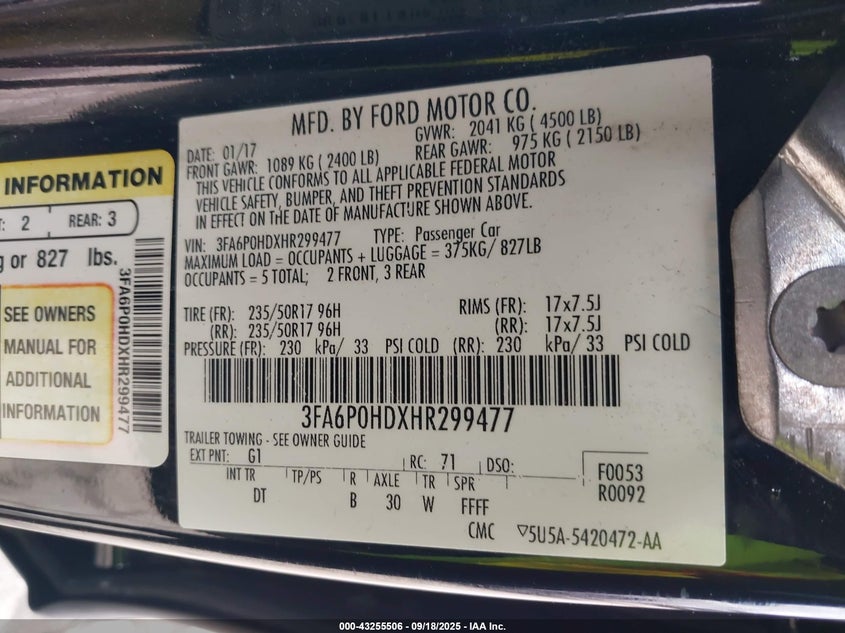 INFORMATION
2 REAR: 3
or 827 lbs.
SEE OWNERS
MANUAL FOR
ADDITIONAL
INFORMATION
3FA6P0HDXHR299477
MFD. BY FORD MOTOR CO.
DATE: 01/17 GVWR: 2041 KG ( 4500 LB)
FRONT GAWR: 1089 KG ( 2400 LB) REAR GAWR: 975 KG ( 2150 LB)
THIS VEHICLE CONFORMS TO ALL APPLICABLE FEDERAL MOTOR
VEHICLE SAFETY, BUMPER, AND THEFT PREVENTION STANDARDS
IN EFFECT ON THE DATE OF MANUFACTURE SHOWN ABOVE.
VIN: 3FA6P0HDXHR299477 TYPE: Passenger Car
MAXIMUM LOAD = OCCUPANTS + LUGGAGE = 375KG/ 827LB
OCCUPANTS = 5 TOTAL; 2 FRONT, 3 REAR
TIRE (FR): 235/50R17 96H RIMS (FR): 17x7.5J
(RR): 235/50R17 96H (RR): 17x7.5J
PRESSURE (FR): 230 kPa/ 33 PSI COLD (RR): 230 kPa/ 33 PSI COLD
3FA6P0HDXHR299477
TRAILER TOWING - SEE OWNER GUIDE
EXT PNT: G1 RC: 71 DSO: F0053
INT TR TP/PS R AXLE TR SPR R0092
DT B 30 W FFFF
CMC ▽5U5A-5420472-AA
000-43255506 - 09/18/2025 - IAA Inc.